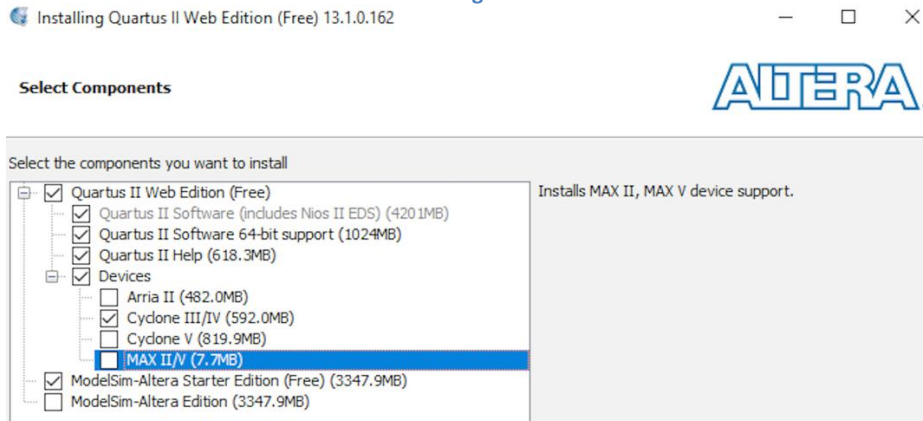 Installing Quartus II Web Edition (Free) 13.1.0.162
Select Components
ALTERA
Select the components you want to install
Quartus II Web Edition (Free)
Quartus II Software (includes Nios II EDS) (4201MB)
Quartus II Software 64-bit support (1024MB)
Quartus II Help (618.3MB)
Devices
Arria II (482.0MB)
Cyclone III/IV (592.0MB)
Cyclone V (819.9MB)
MAX II/V (7.7MB)
ModelSim-Altera Starter Edition (Free) (3347.9MB)
ModelSim-Altera Edition (3347.9MB)
Installs MAX II, MAX V device support.